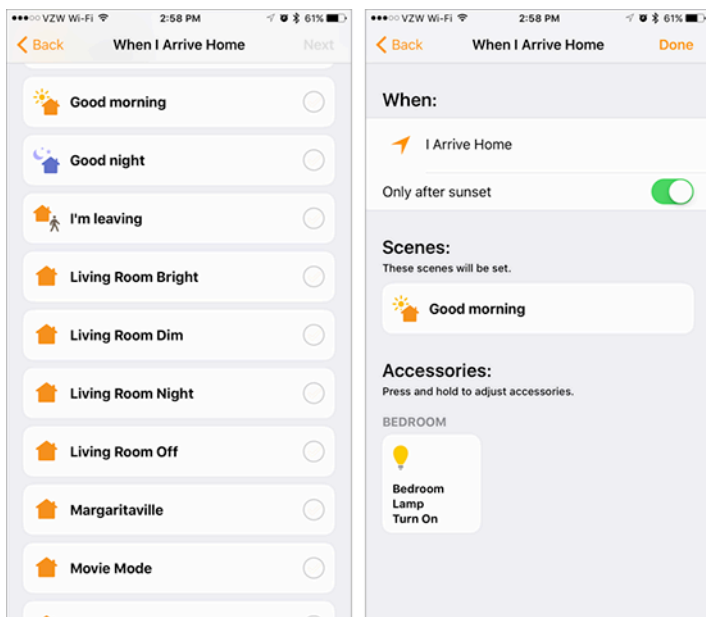 VZW Wi-Fi 2:58 PM 61%
Back When I Arrive Home Next
Good morning
Good night
I'm leaving
Living Room Bright
Living Room Dim
Living Room Night
Living Room Off
Margaritaville
Movie Mode
VZW Wi-Fi 2:58 PM 61%
Back When I Arrive Home Done
When:
I Arrive Home
Only after sunset
Scenes:
These scenes will be set.
Good morning
Accessories:
Press and hold to adjust accessories.
BEDROOM
Bedroom
Lamp
Turn On